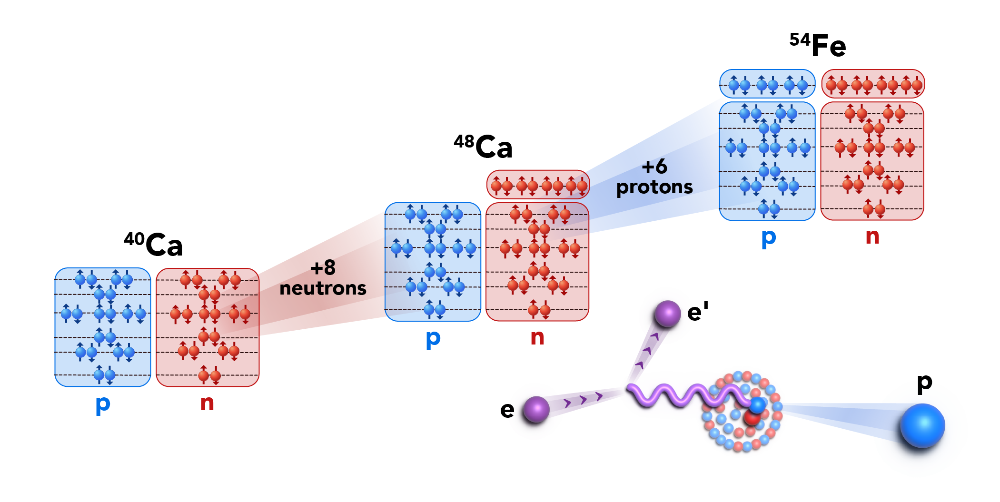 ⁵⁴Fe
⁴⁸Ca
+6
protons
p n
⁴⁰Ca
+8
neutrons
p n
e'
p n
e
p